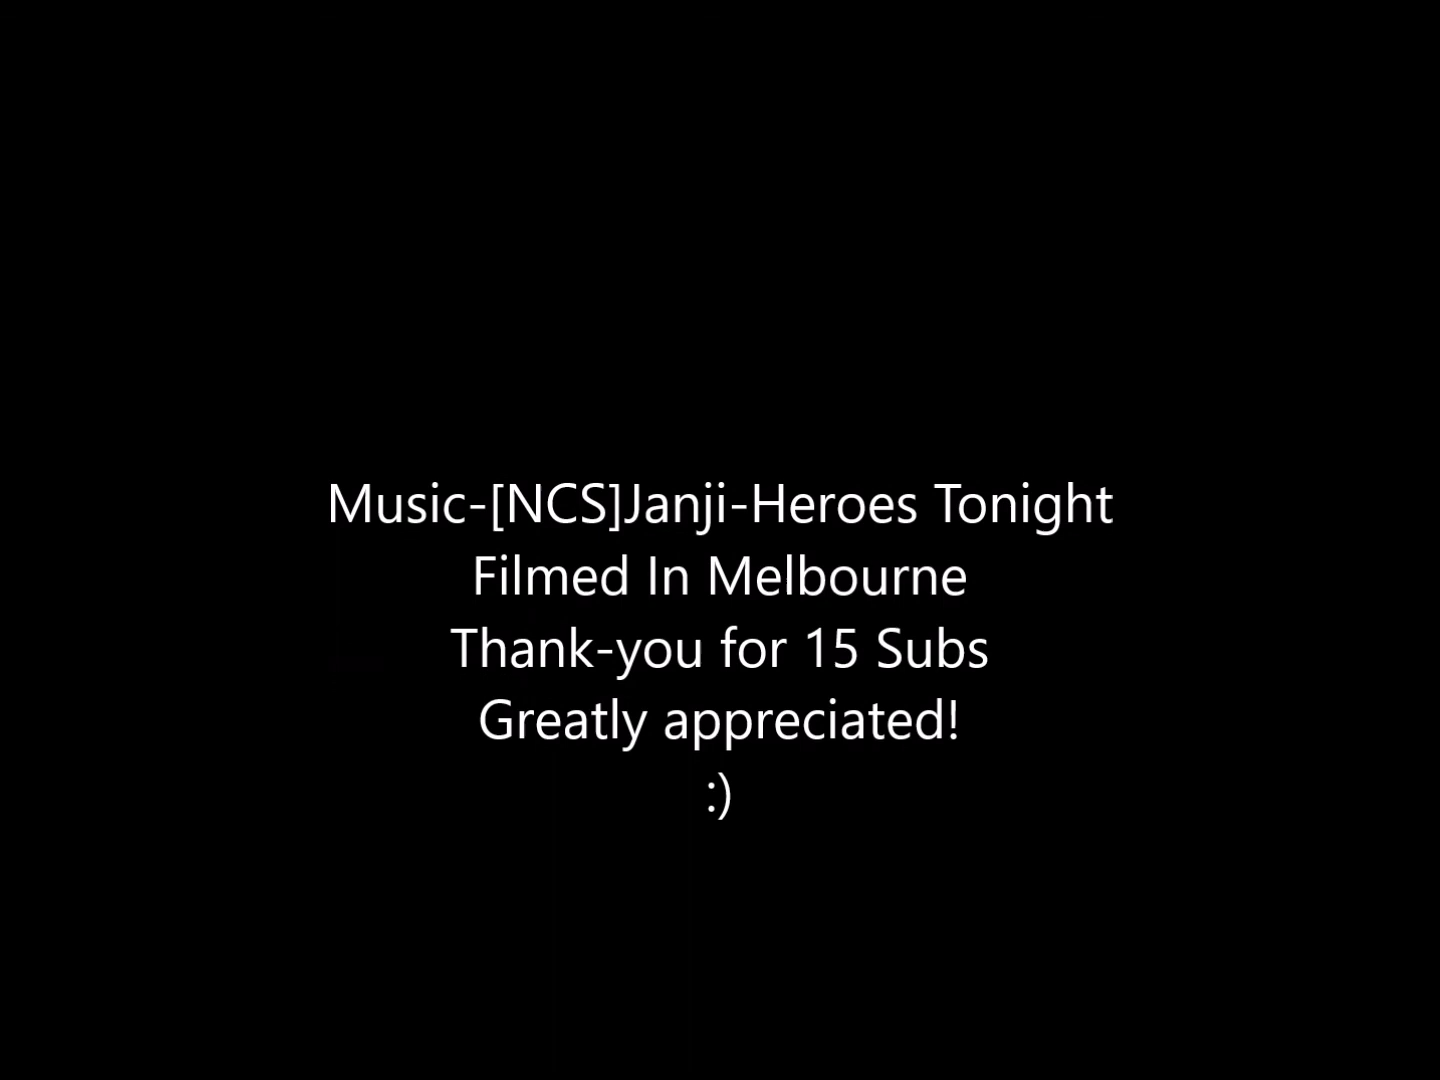 Music-[NCS]Janji-Heroes Tonight
Filmed In Melbourne
Thank-you for 15 Subs
Greatly appreciated!
:)